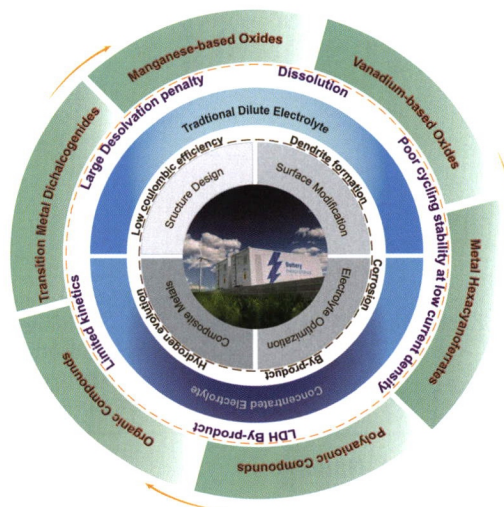 Manganese-based Oxides
Vanadium-based Oxides
Metal Hexacyanoferrates
Polyanionic Compounds
Organic Compounds
Transition Metal Dichalcogenides
Large Desolvation penalty
Dissolution
Poor cycling stability at low current density
LDH By-product
Limited Kinetics
Tradtional Dilute Electrolyte
Concentrated Electrolyte
Low coulombic efficiency
Dendrite formation
Corrosion
By-product
Hydrogen evolution
Sructure Design
Surface Modification
Electrolyte Optimization
Composite Metals
Battery